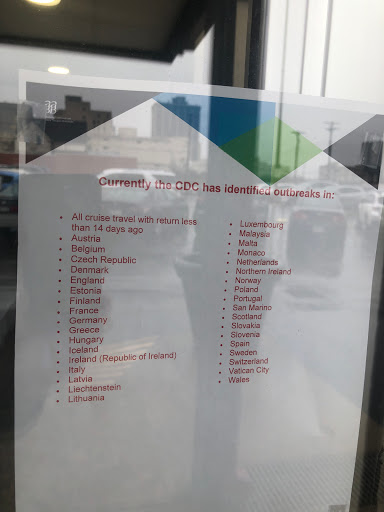 Currently the CDC has identified outbreaks in:
• All cruise travel with return less
than 14 days ago
• Austria
• Belgium
• Czech Republic
• Denmark
• England
• Estonia
• Finland
• France
• Germany
• Greece
• Hungary
• Iceland
• Ireland (Republic of Ireland)
• Italy
• Latvia
• Liechtenstein
• Lithuania
• Luxembourg
• Malaysia
• Malta
• Monaco
• Netherlands
• Northern Ireland
• Norway
• Poland
• Portugal
• San Marino
• Scotland
• Slovakia
• Slovenia
• Spain
• Sweden
• Switzerland
• Vatican City
• Wales